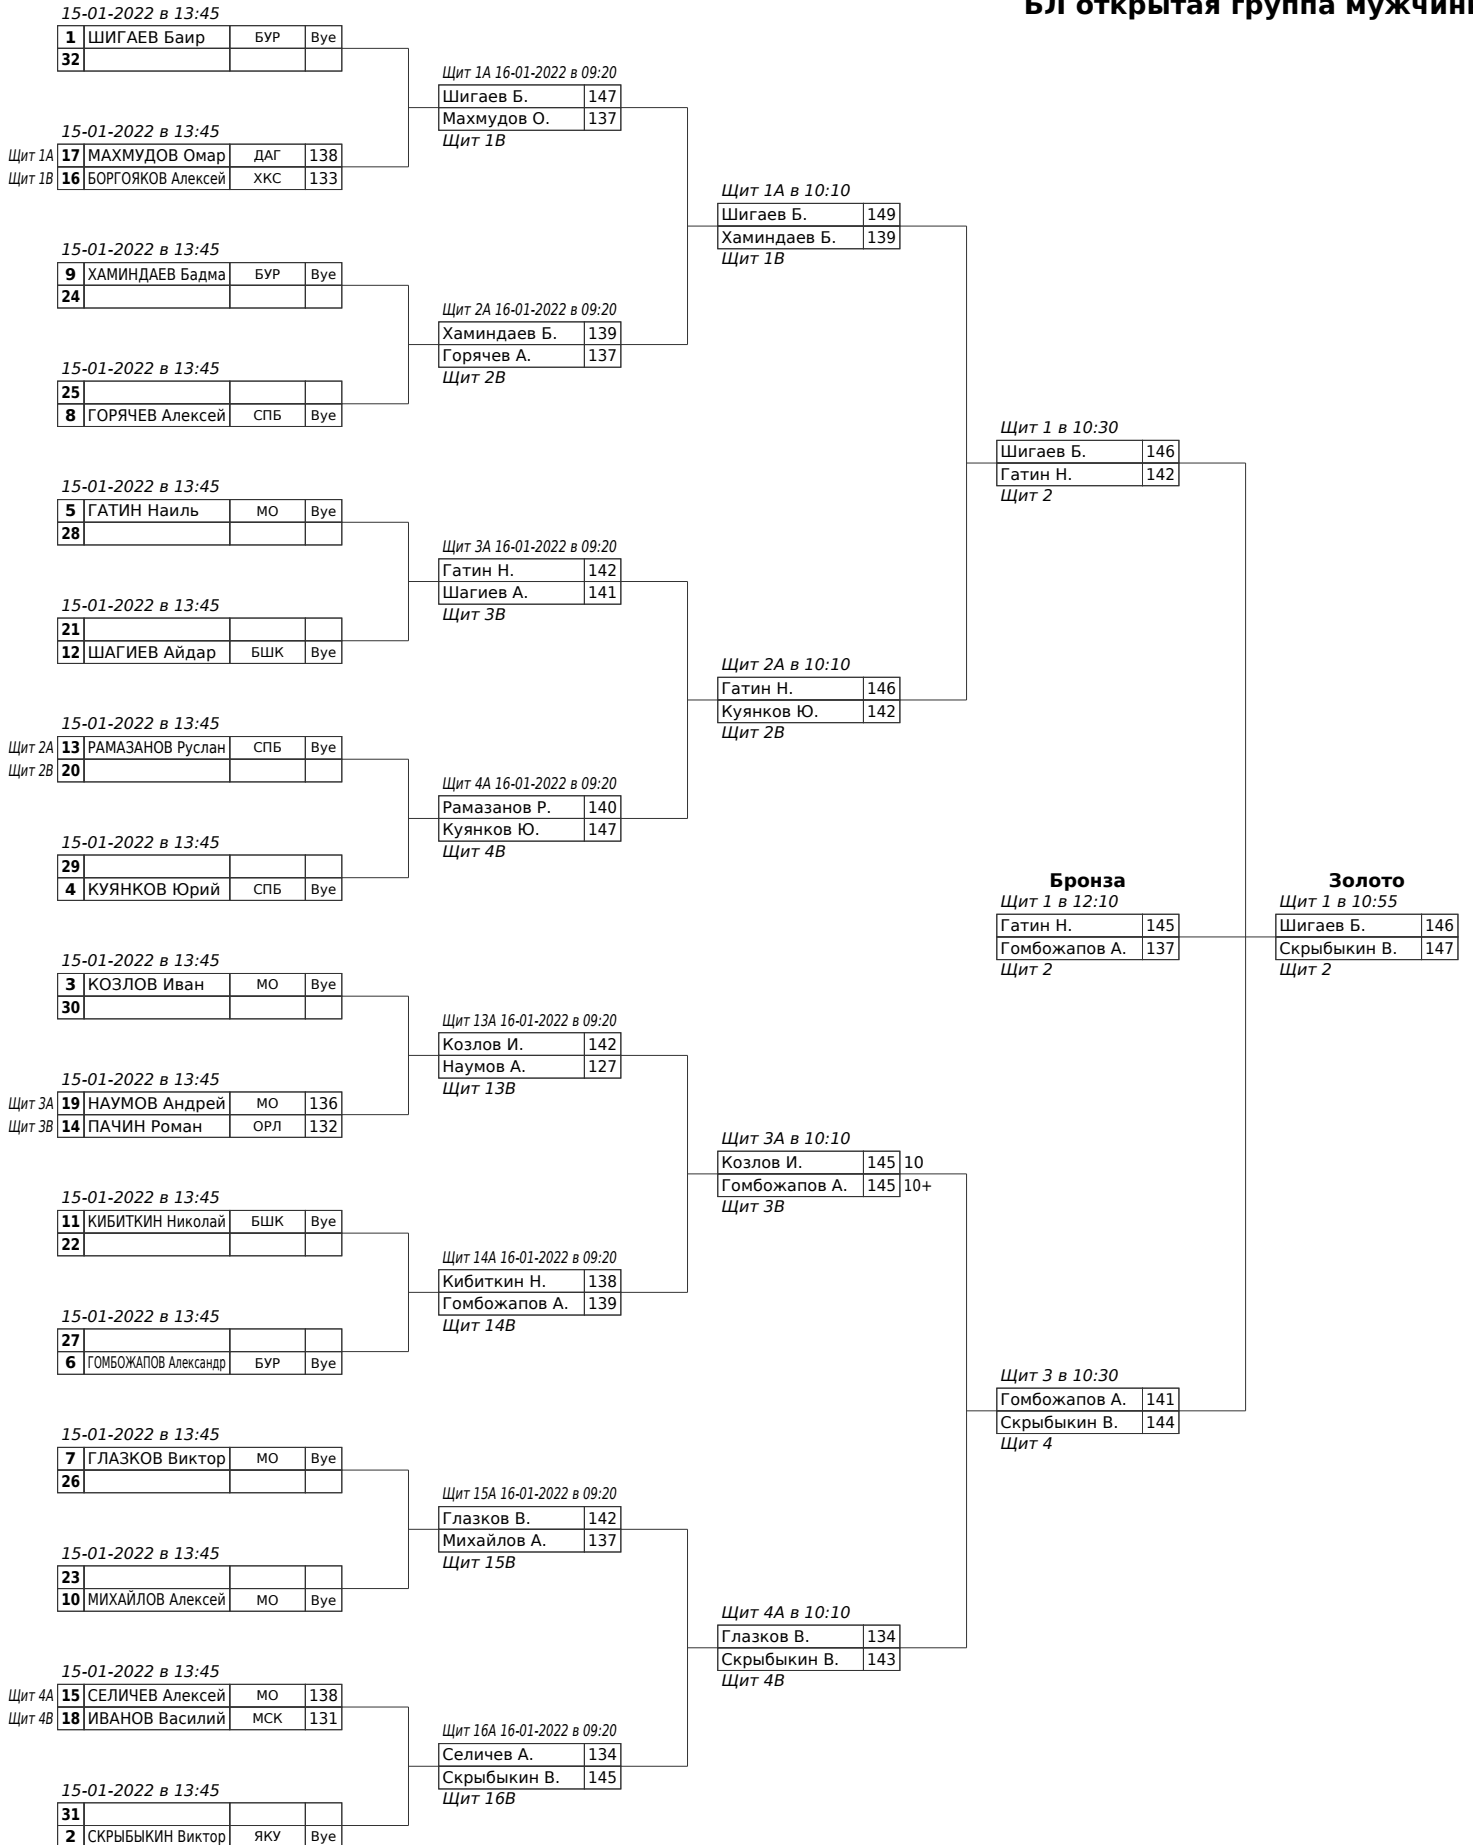 БЛ открытая группа мужчины
15-01-2022 в 13:45
1 ШИГАЕВ Баир БУР Bye
32
15-01-2022 в 13:45
Щит 1А 17 МАХМУДОВ Омар ДАГ 138
Щит 1В 16 БОРГОЯКОВ Алексей ХКС 133
15-01-2022 в 13:45
9 ХАМИНДАЕВ Бадма БУР Bye
24
15-01-2022 в 13:45
25
8 ГОРЯЧЕВ Алексей СПБ Bye
15-01-2022 в 13:45
5 ГАТИН Наиль МО Bye
28
15-01-2022 в 13:45
21
12 ШАГИЕВ Айдар БШК Bye
15-01-2022 в 13:45
Щит 2А 13 РАМАЗАНОВ Руслан СПБ Bye
Щит 2В 20
15-01-2022 в 13:45
29
4 КУЯНКОВ Юрий СПБ Bye
15-01-2022 в 13:45
3 КОЗЛОВ Иван МО Bye
30
15-01-2022 в 13:45
Щит 3А 19 НАУМОВ Андрей МО 136
Щит 3В 14 ПАЧИН Роман ОРЛ 132
15-01-2022 в 13:45
11 КИБИТКИН Николай БШК Bye
22
15-01-2022 в 13:45
27
6 ГОМБОЖАПОВ Александр БУР Bye
15-01-2022 в 13:45
7 ГЛАЗКОВ Виктор МО Bye
26
15-01-2022 в 13:45
23
10 МИХАЙЛОВ Алексей МО Bye
15-01-2022 в 13:45
Щит 4А 15 СЕЛИЧЕВ Алексей МО 138
Щит 4В 18 ИВАНОВ Василий МСК 131
15-01-2022 в 13:45
31
2 СКРЫБЫКИН Виктор ЯКУ Bye
Щит 1А 16-01-2022 в 09:20
Шигаев Б. 147
Махмудов О. 137
Щит 1В
Щит 2А 16-01-2022 в 09:20
Хаминдаев Б. 139
Горячев А. 137
Щит 2В
Щит 3А 16-01-2022 в 09:20
Гатин Н. 142
Шагиев А. 141
Щит 3В
Щит 4А 16-01-2022 в 09:20
Рамазанов Р. 140
Куянков Ю. 147
Щит 4В
Щит 13А 16-01-2022 в 09:20
Козлов И. 142
Наумов А. 127
Щит 13В
Щит 14А 16-01-2022 в 09:20
Кибиткин Н. 138
Гомбожапов А. 139
Щит 14В
Щит 15А 16-01-2022 в 09:20
Глазков В. 142
Михайлов А. 137
Щит 15В
Щит 16А 16-01-2022 в 09:20
Селичев А. 134
Скрыбыкин В. 145
Щит 16В
Щит 1А в 10:10
Шигаев Б. 149
Хаминдаев Б. 139
Щит 1В
Щит 2А в 10:10
Гатин Н. 146
Куянков Ю. 142
Щит 2В
Щит 3А в 10:10
Козлов И. 145 10
Гомбожапов А. 145 10+
Щит 3В
Щит 4А в 10:10
Глазков В. 134
Скрыбыкин В. 143
Щит 4В
Щит 1 в 10:30
Шигаев Б. 146
Гатин Н. 142
Щит 2
Щит 3 в 10:30
Гомбожапов А. 141
Скрыбыкин В. 144
Щит 4
Бронза
Щит 1 в 12:10
Гатин Н. 145
Гомбожапов А. 137
Щит 2
Золото
Щит 1 в 10:55
Шигаев Б. 146
Скрыбыкин В. 147
Щит 2